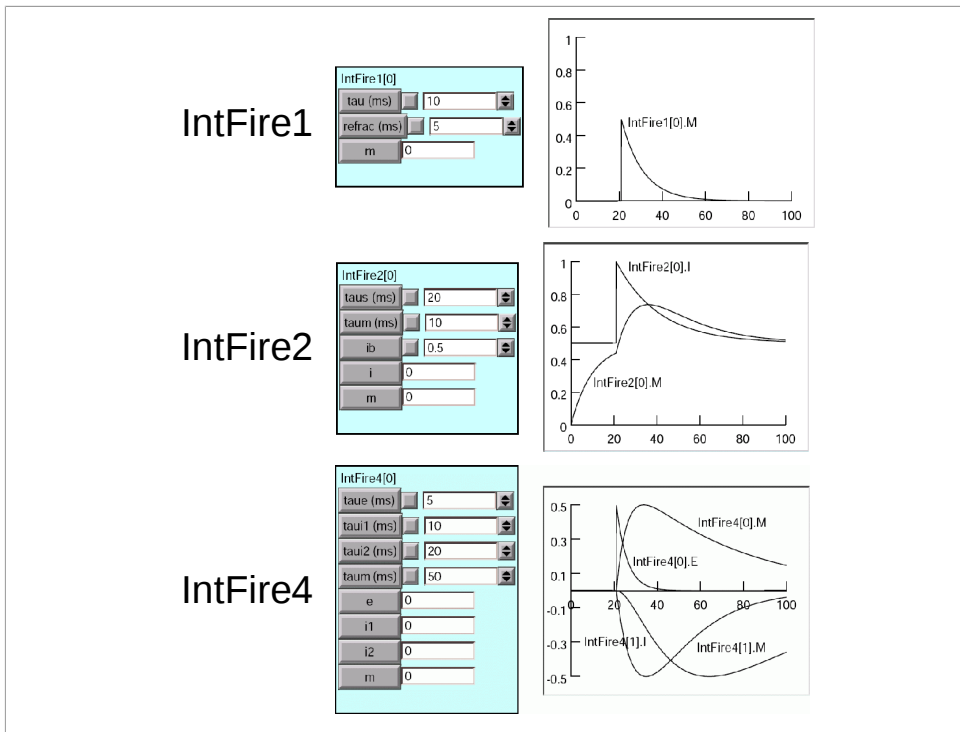 IntFire1
IntFire1[0]
tau (ms) 10
refrac (ms) 5
m 0
1
0.8
0.6
0.4
0.2
0
IntFire1[0].M
0 20 40 60 80 100
IntFire2
IntFire2[0]
taus (ms) 20
taum (ms) 10
ib 0.5
i 0
m 0
1
0.8
0.6
0.4
0.2
0
IntFire2[0].I
IntFire2[0].M
0 20 40 60 80 100
IntFire4
IntFire4[0]
taue (ms) 5
taui1 (ms) 10
taui2 (ms) 20
taum (ms) 50
e 0
i1 0
i2 0
m 0
0.5
0.3
0.1
-0.1
-0.3
-0.5
IntFire4[0].M
IntFire4[0].E
0 20 40 60 80 100
IntFire4[1].I
IntFire4[1].M